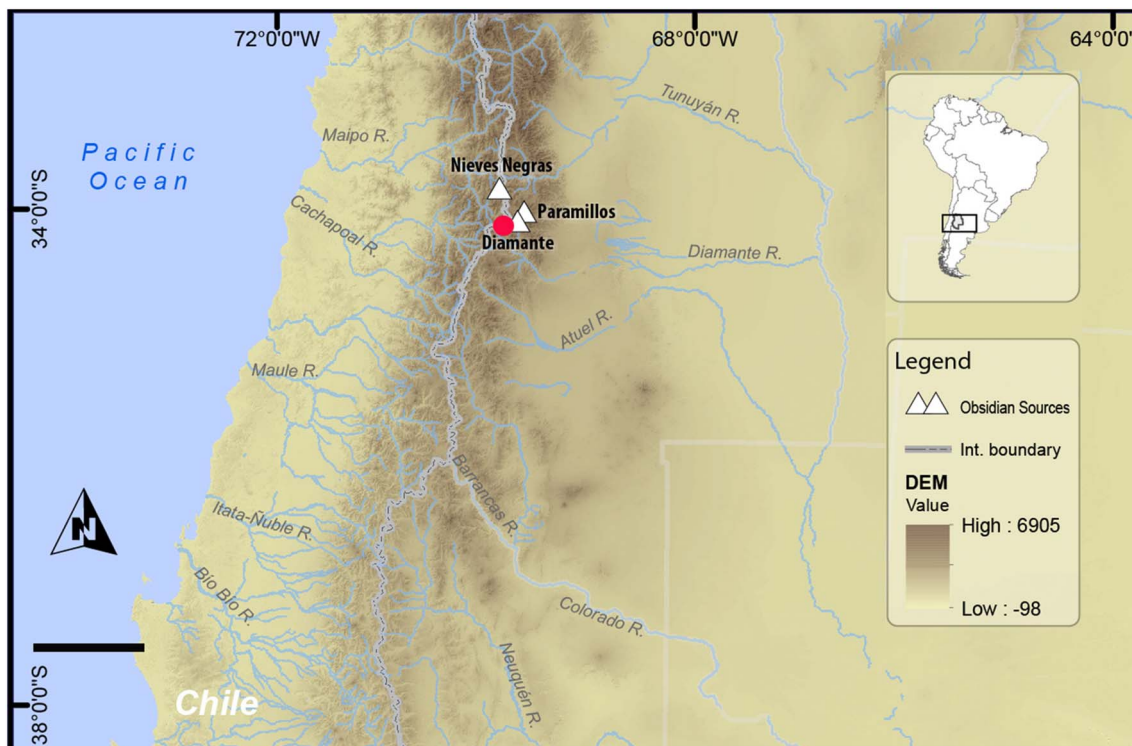 72°0'0"W
68°0'0"W
64°0'0"
Tunuyán R.
Maipo R.
Pacific
Ocean
Nieves Negras
34°0'0"S
Cachapoal R.
Paramillos
Diamante
Diamante R.
Atuel R.
Maule R.
Legend
Obsidian Sources
Int. boundary
DEM
Value
High : 6905
Low : -98
Barrancas R.
N
Itata-Ñuble R.
Bío Bío R.
Colorado R.
Neuquén R.
Chile
38°0'0"S